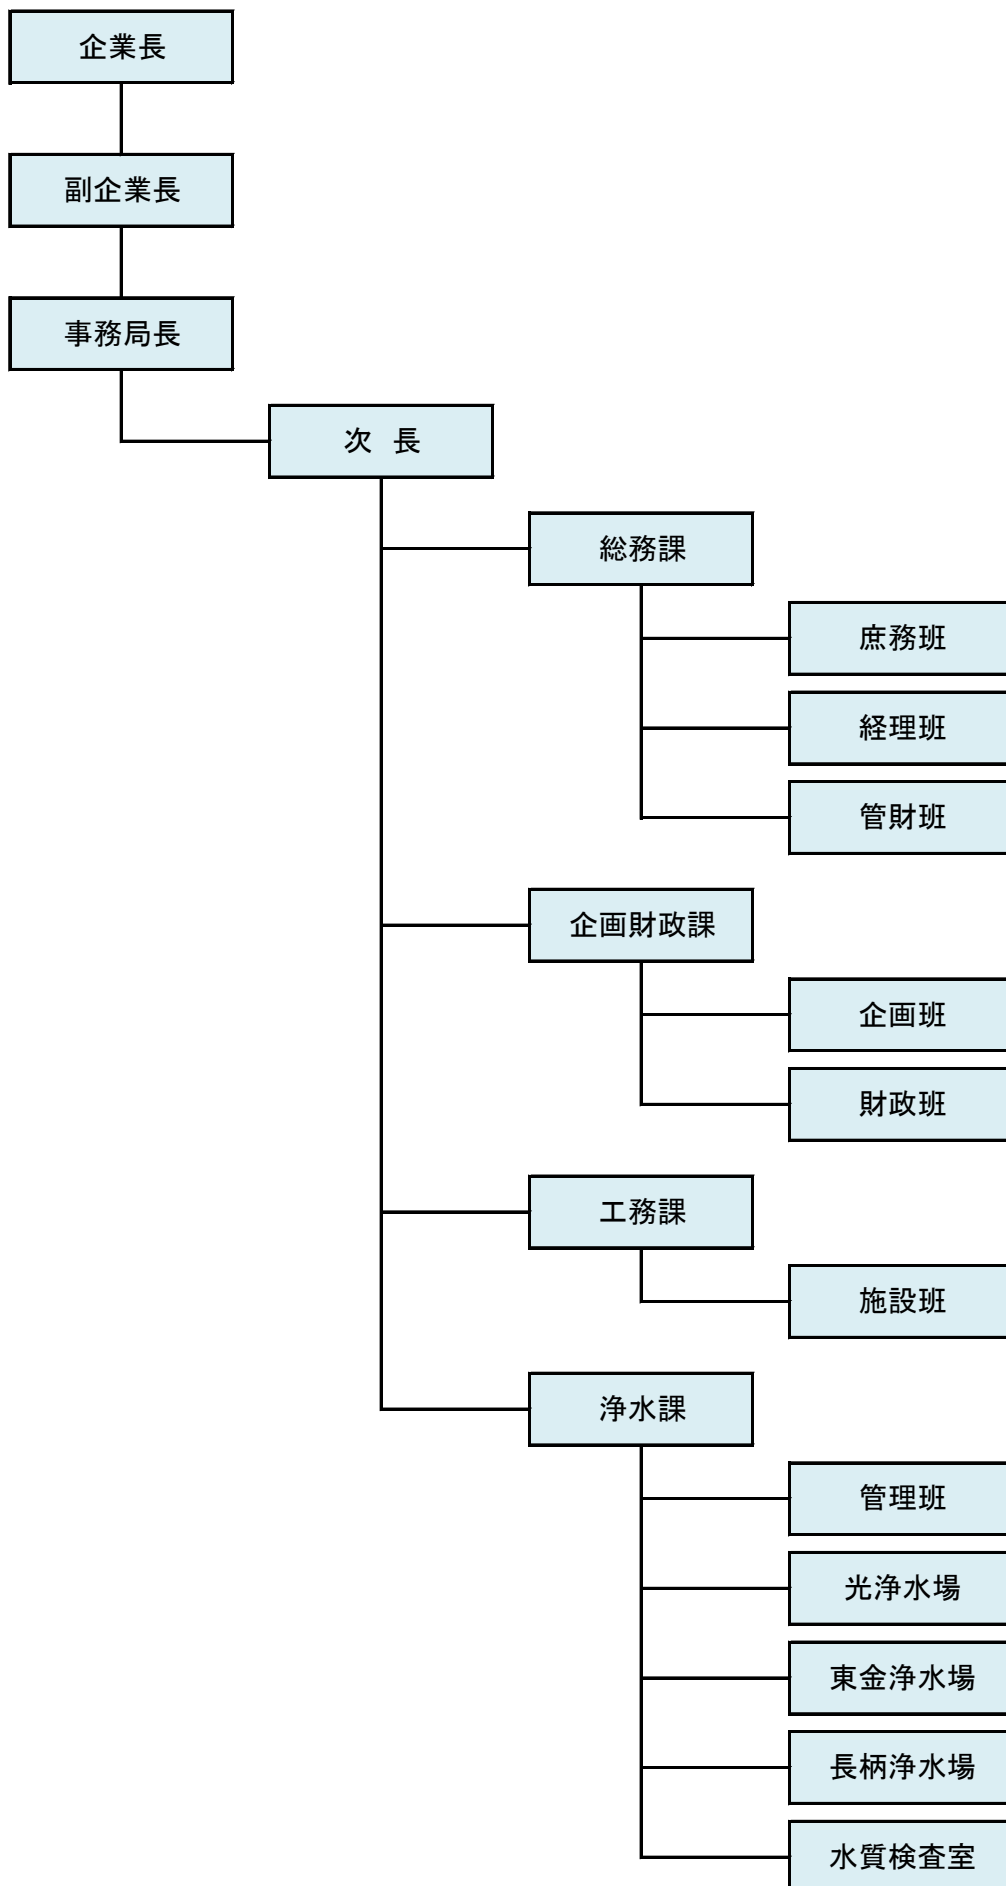 企業長
副企業長
事務局長
次 長
総務課
庶務班
経理班
管財班
企画財政課
企画班
財政班
工務課
施設班
浄水課
管理班
光浄水場
東金浄水場
長柄浄水場
水質検査室